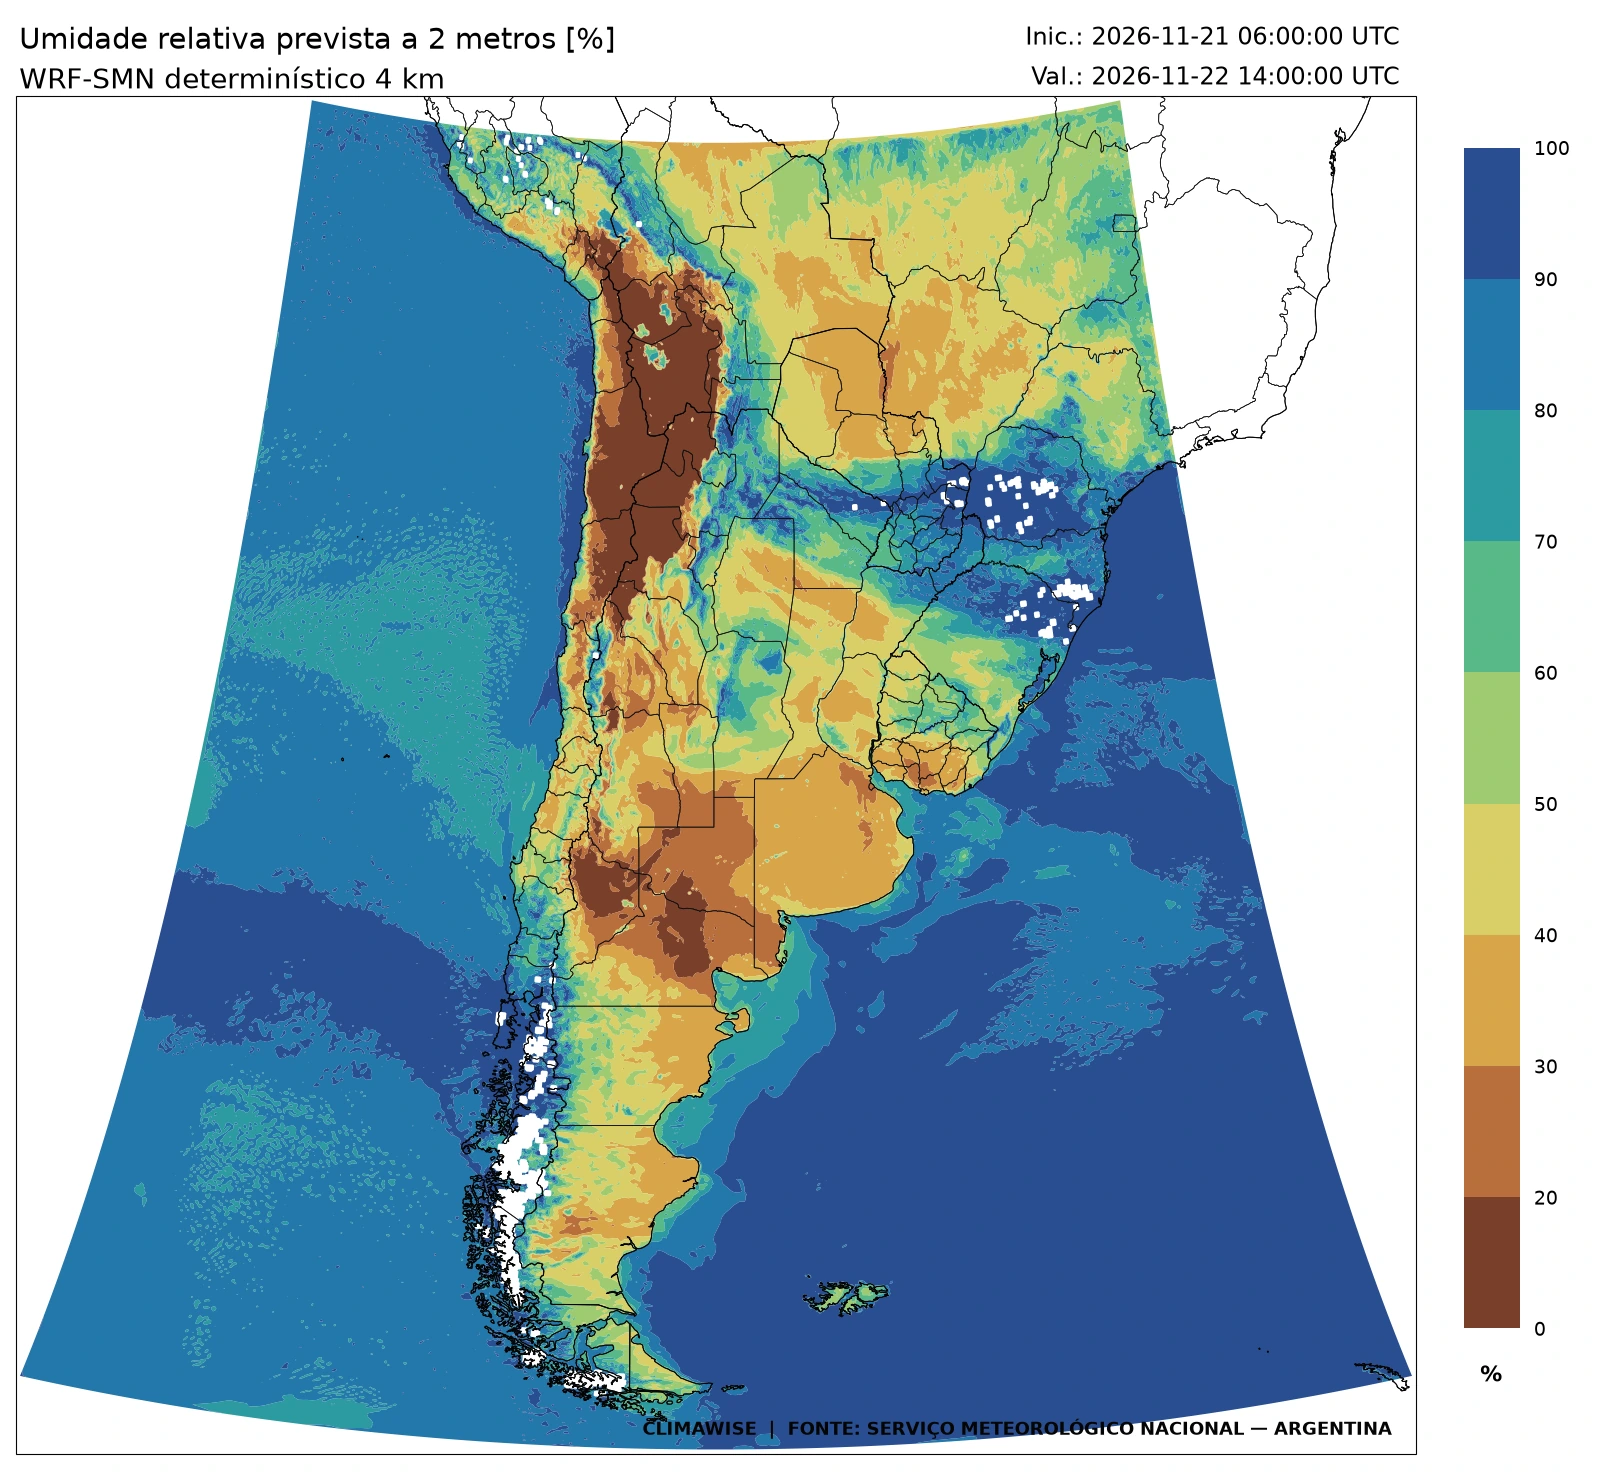 Umidade relativa prevista a 2 metros [%]
WRF-SMN determinístico 4 km
Inic.: 2026-11-21 06:00:00 UTC
Val.: 2026-11-22 14:00:00 UTC
100
90
80
70
60
50
40
30
20
0
%
CLIMAWISE | FONTE: SERVIÇO METEOROLÓGICO NACIONAL — ARGENTINA